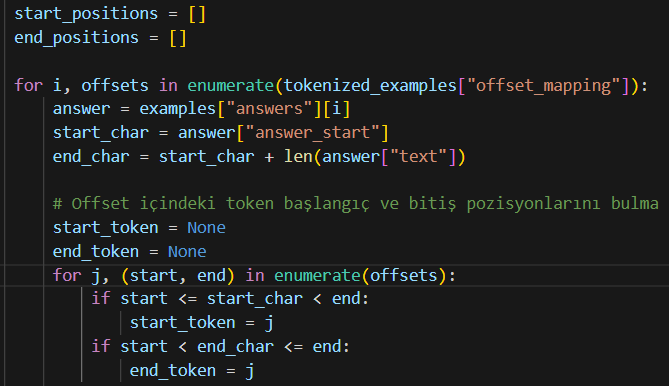 start_positions = []
end_positions = []
for i, offsets in enumerate(tokenized_examples["offset_mapping"]):
    answer = examples["answers"][i]
    start_char = answer["answer_start"]
    end_char = start_char + len(answer["text"])
    # Offset içindeki token başlangıç ve bitiş pozisyonlarını bulma
    start_token = None
    end_token = None
    for j, (start, end) in enumerate(offsets):
        if start <= start_char < end:
            start_token = j
        if start < end_char <= end:
            end_token = j